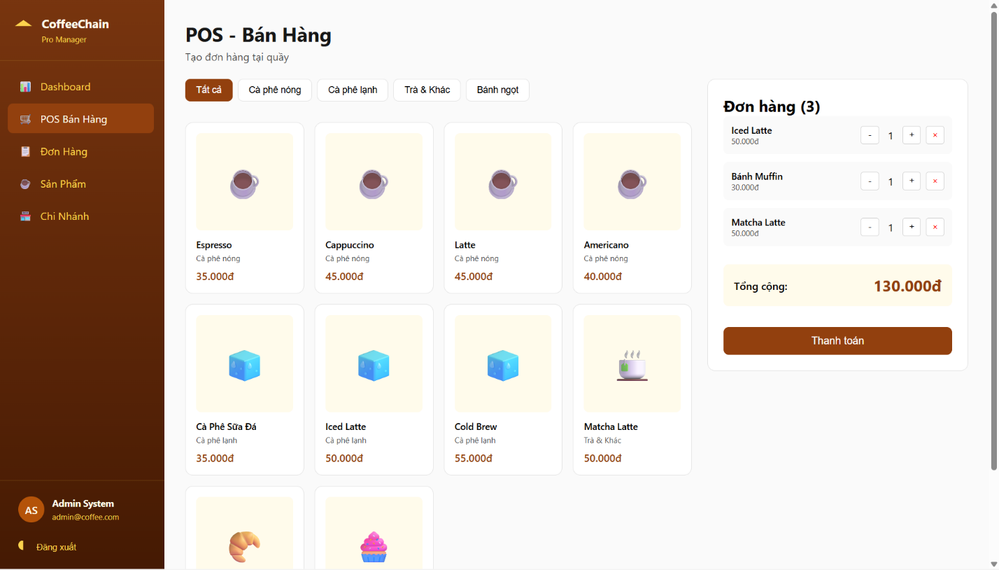 CoffeeChain
Pro Manager
Dashboard
POS Bán Hàng
Đơn Hàng
Sản Phẩm
Chi Nhánh
AS
Admin System
admin@coffee.com
Đăng xuất
POS - Bán Hàng
Tạo đơn hàng tại quầy
Tất cả
Cà phê nóng
Cà phê lạnh
Trà & Khác
Bánh ngọt
Espresso
Cà phê nóng
35.000đ
Cappuccino
Cà phê nóng
45.000đ
Latte
Cà phê nóng
45.000đ
Americano
Cà phê nóng
40.000đ
Cà Phê Sữa Đá
Cà phê lạnh
35.000đ
Iced Latte
Cà phê lạnh
50.000đ
Cold Brew
Cà phê lạnh
55.000đ
Matcha Latte
Trà & Khác
50.000đ
Đơn hàng (3)
Iced Latte
50.000đ
- 1 + ×
Bánh Muffin
30.000đ
- 1 + ×
Matcha Latte
50.000đ
- 1 + ×
Tổng cộng: 130.000đ
Thanh toán